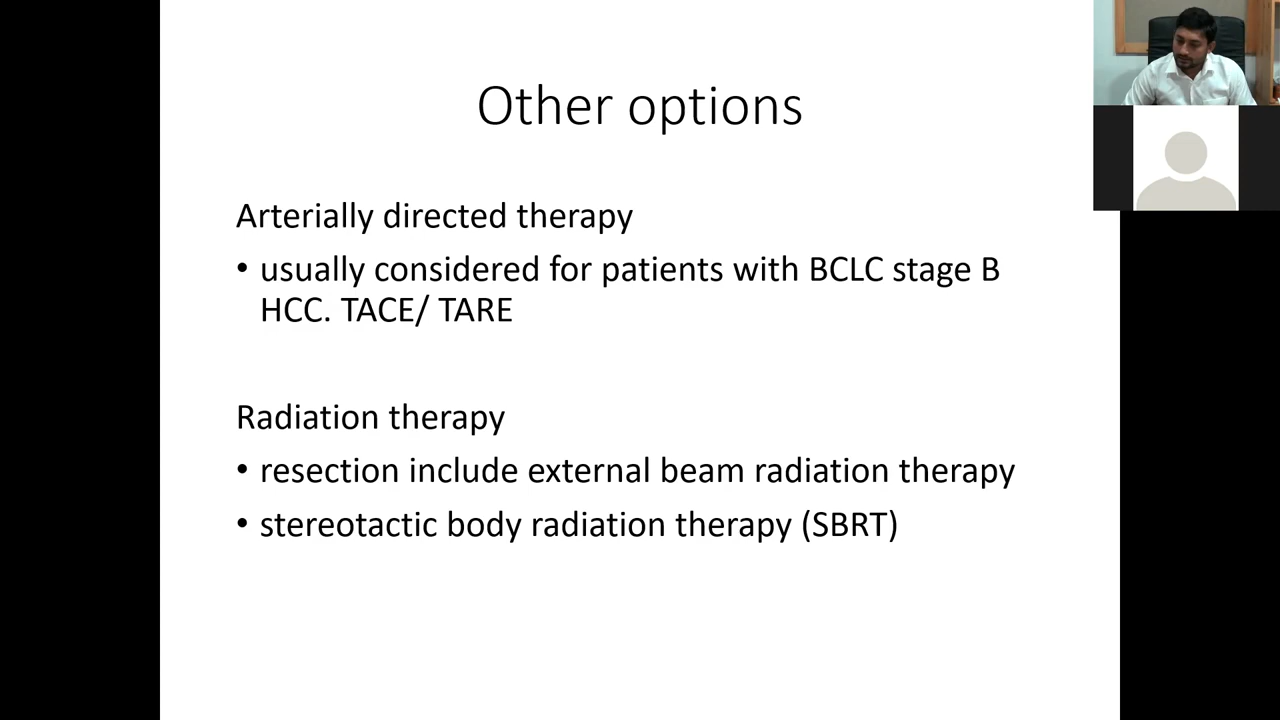 Other options
Arterially directed therapy
• usually considered for patients with BCLC stage B
HCC. TACE/ TARE
Radiation therapy
• resection include external beam radiation therapy
• stereotactic body radiation therapy (SBRT)